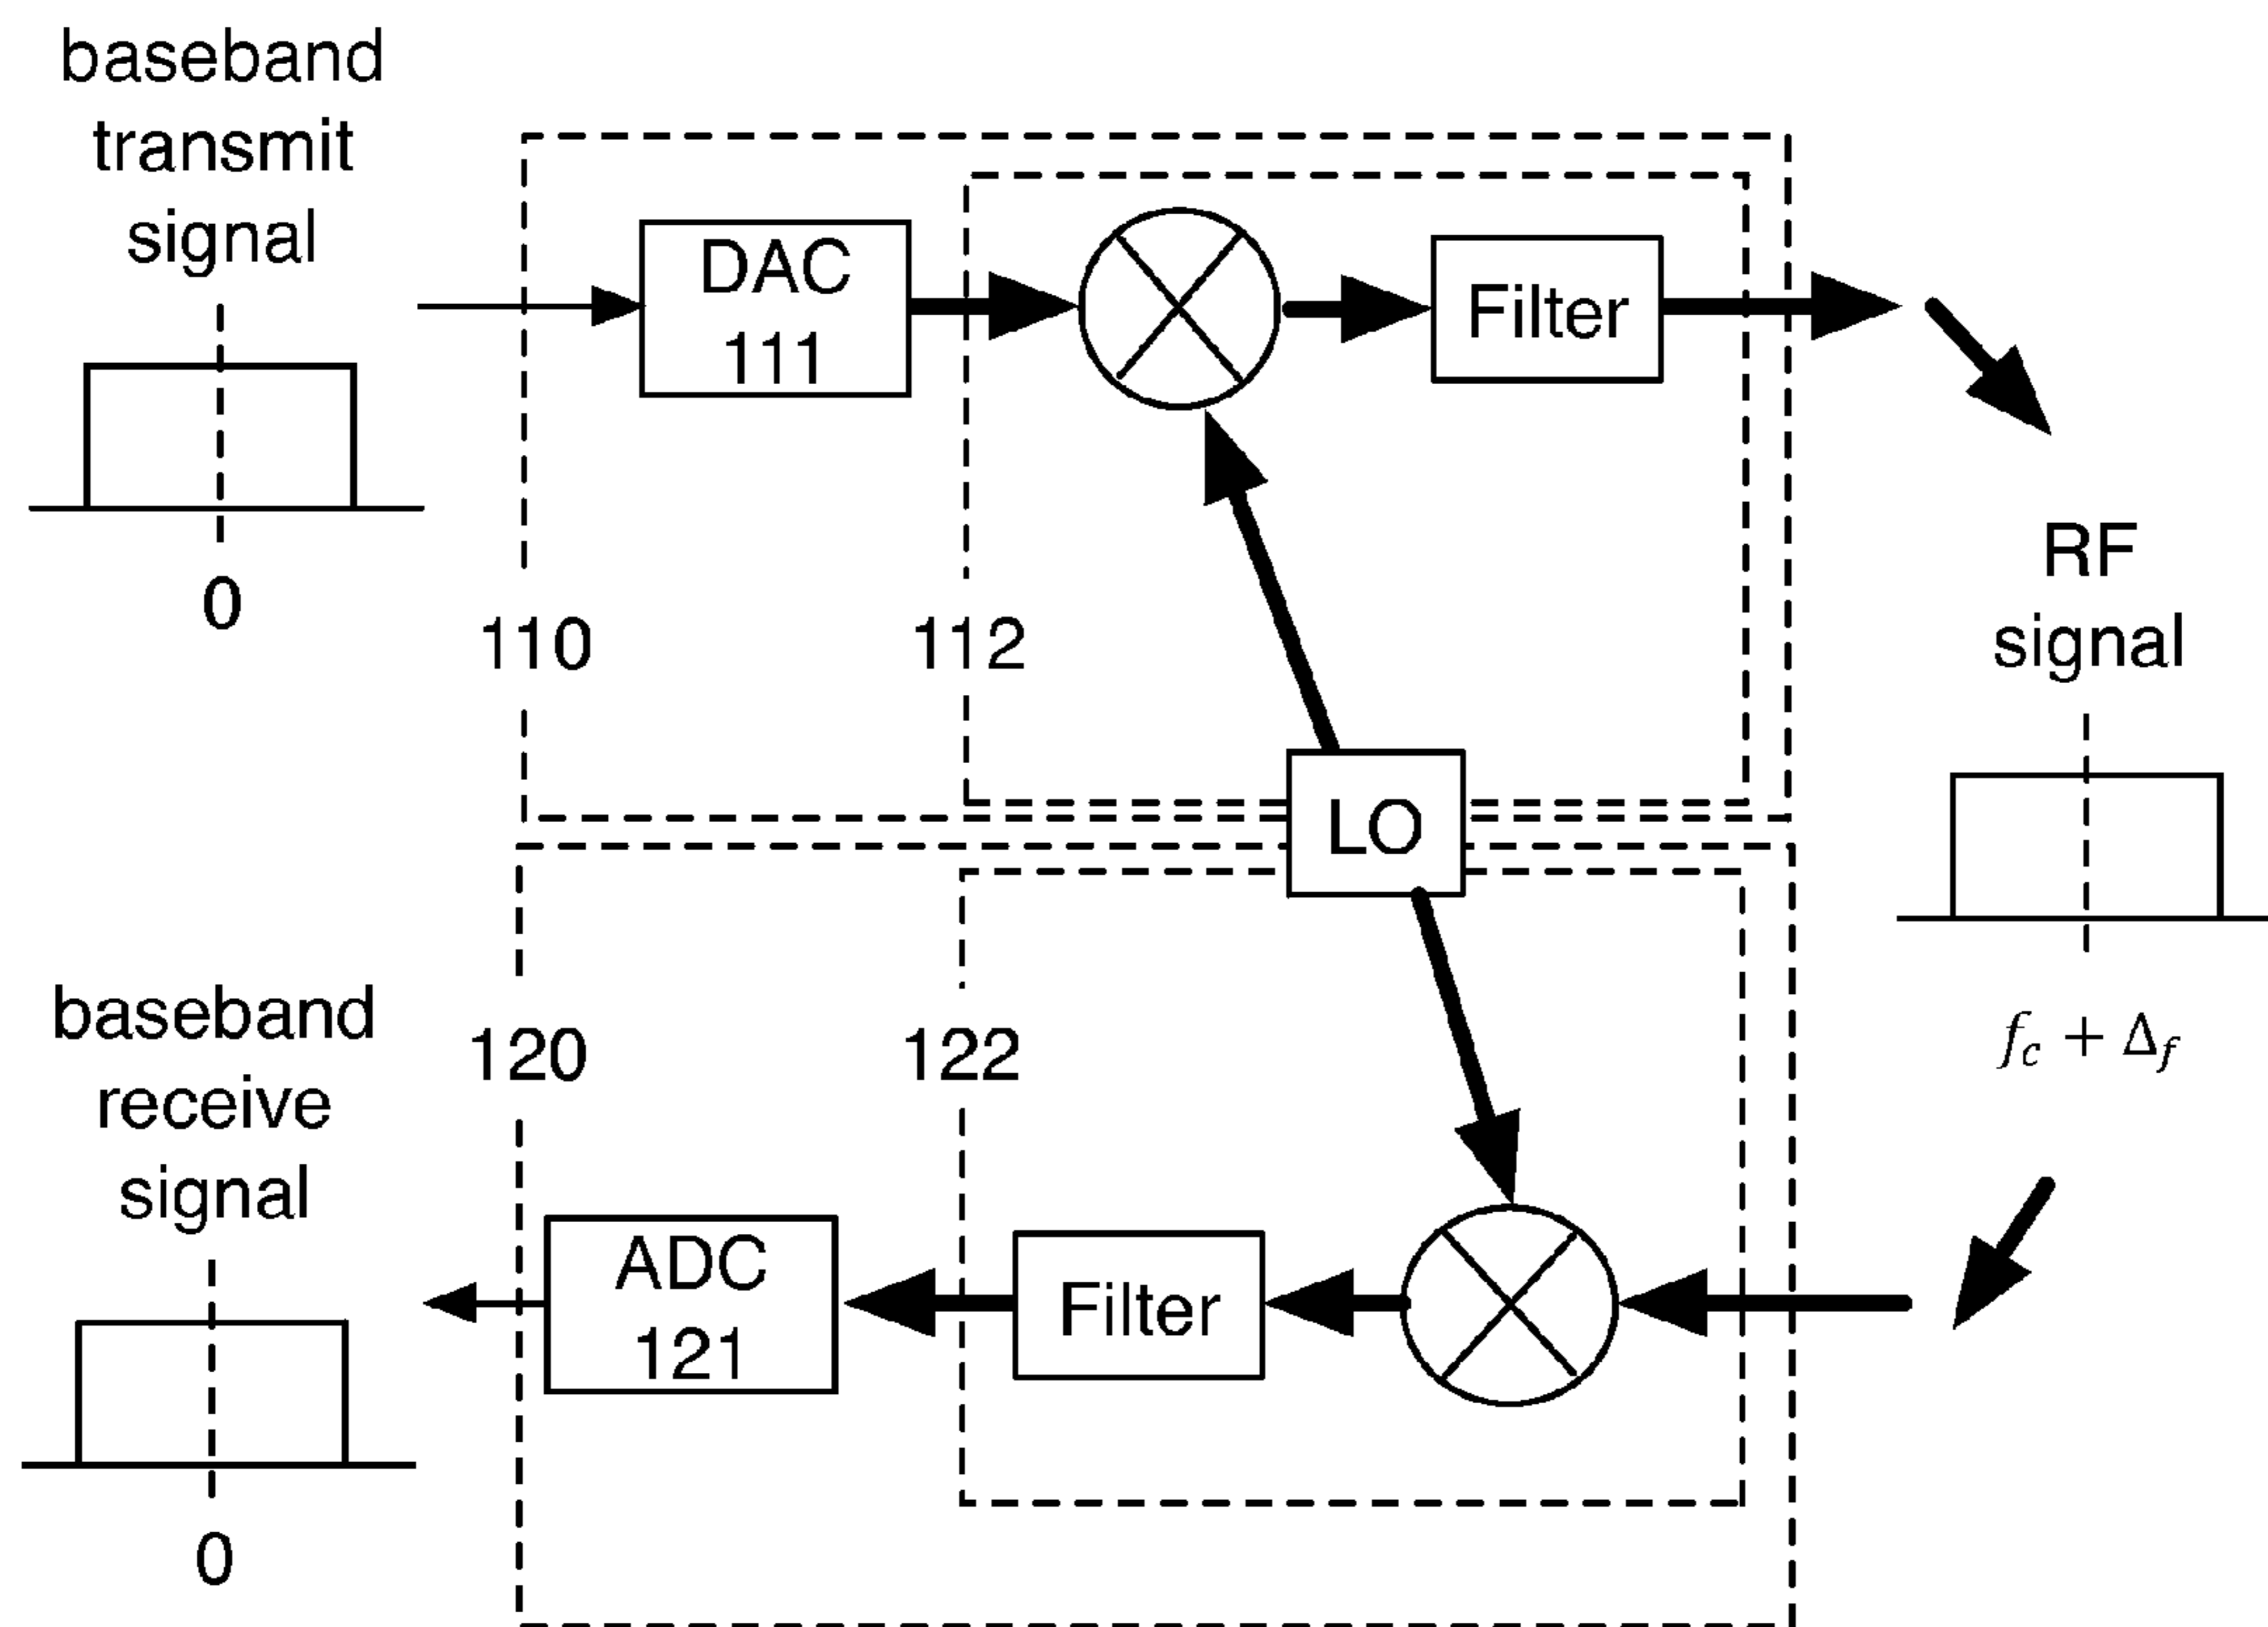 baseband
transmit
signal
0
110
DAC
111
112
Filter
LO
RF
signal
f_c + Δ_f
baseband
receive
signal
0
120
ADC
121
122
Filter